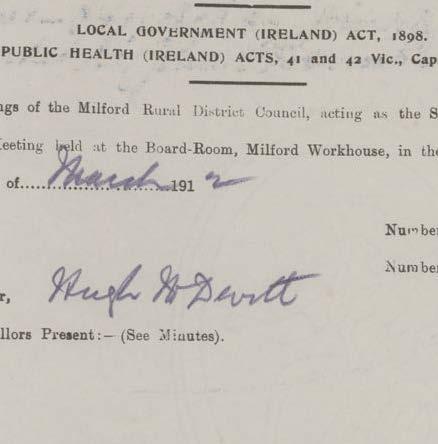 LOCAL GOVERNMENT (IRELAND) ACT, 1898.
PUBLIC HEALTH (IRELAND) ACTS, 41 and 42 Vic., Cap
ngs of the Milford Rural District Council, acting as the S
Meeting held at the Board-Room, Milford Workhouse, in the
of......March......1912
Number
Number
r, Hugh McDevitt
llors Present:— (See Minutes).